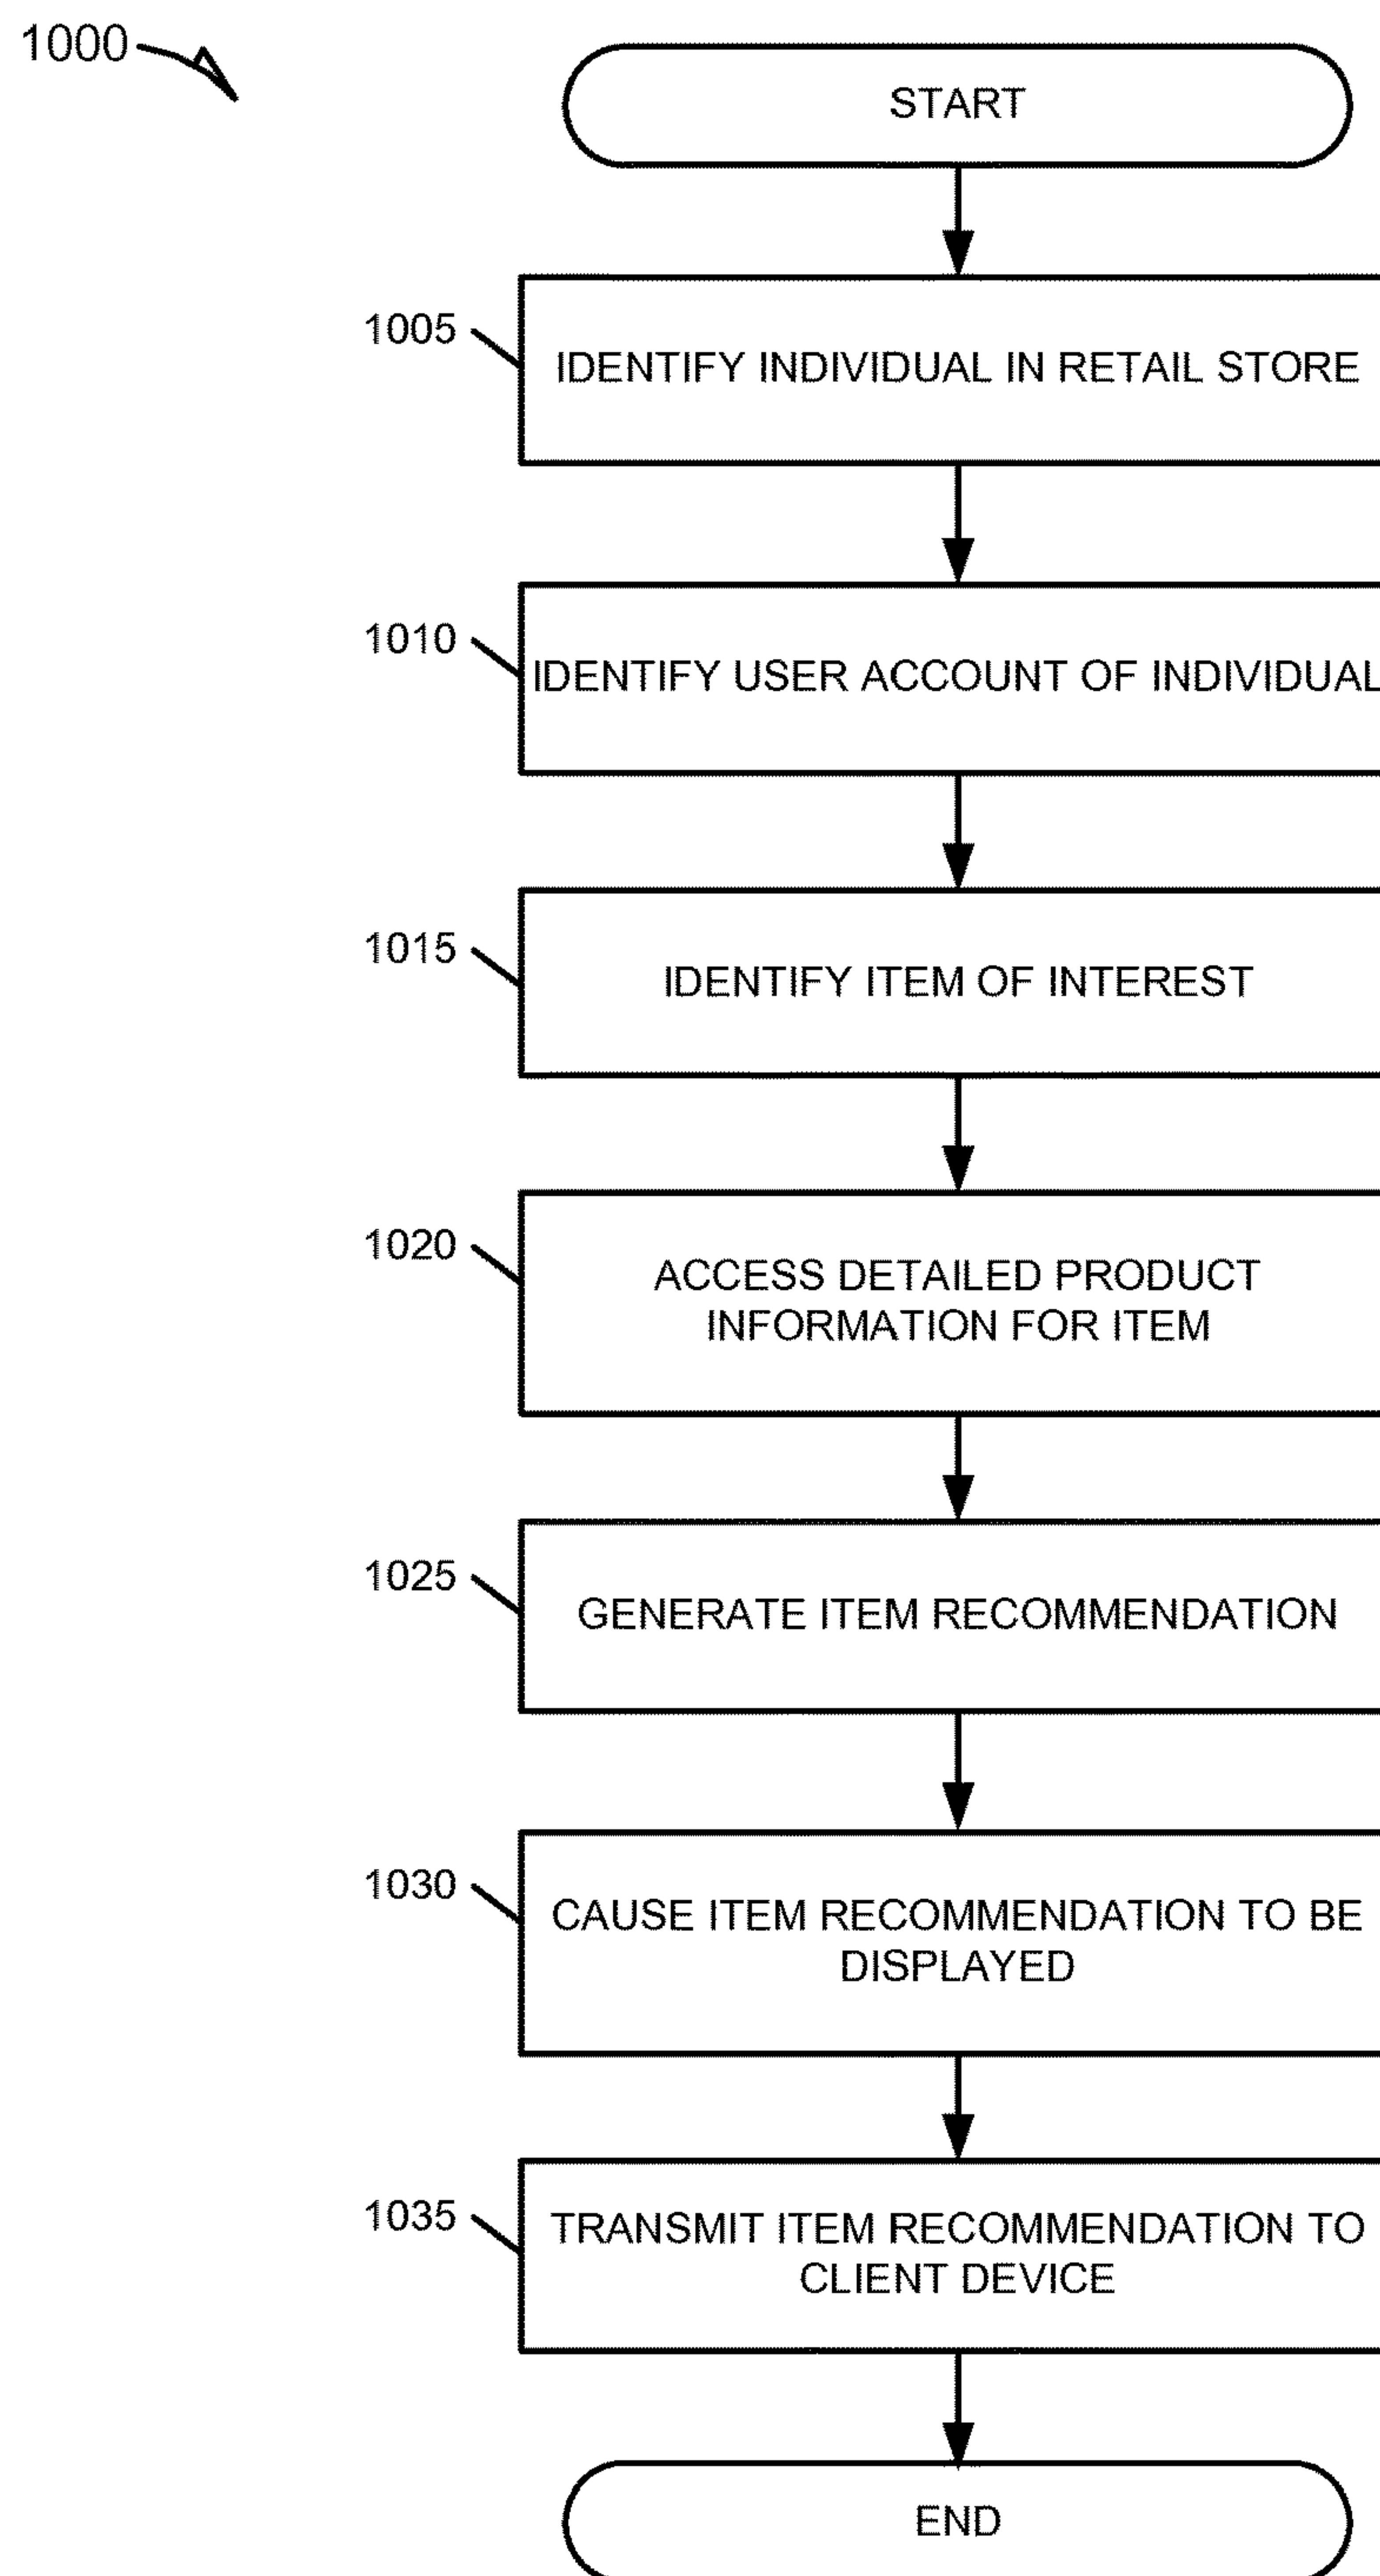 1000
START
1005
IDENTIFY INDIVIDUAL IN RETAIL STORE
1010
IDENTIFY USER ACCOUNT OF INDIVIDUAL
1015
IDENTIFY ITEM OF INTEREST
1020
ACCESS DETAILED PRODUCT
INFORMATION FOR ITEM
1025
GENERATE ITEM RECOMMENDATION
1030
CAUSE ITEM RECOMMENDATION TO BE
DISPLAYED
1035
TRANSMIT ITEM RECOMMENDATION TO
CLIENT DEVICE
END